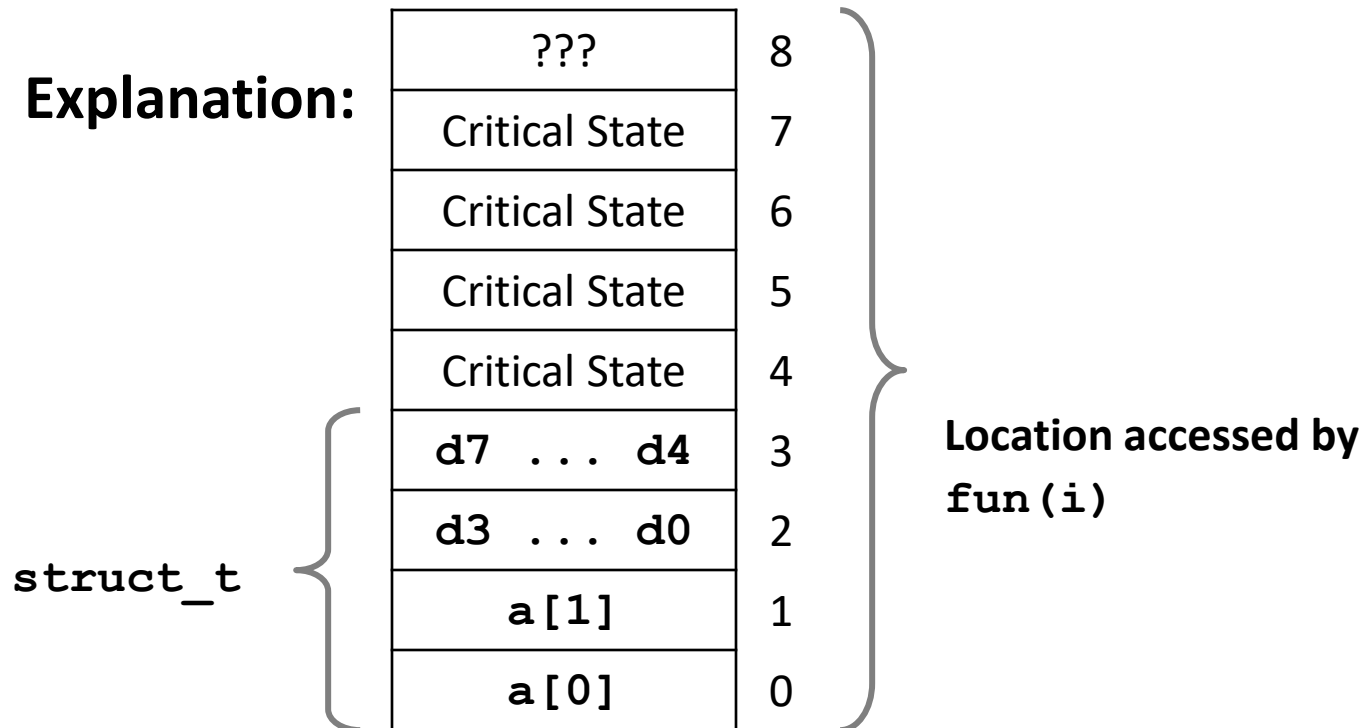 Explanation:
??? 8
Critical State 7
Critical State 6
Critical State 5
Critical State 4
d7 ... d4 3
d3 ... d0 2
a[1] 1
a[0] 0
struct_t
Location accessed by
fun(i)